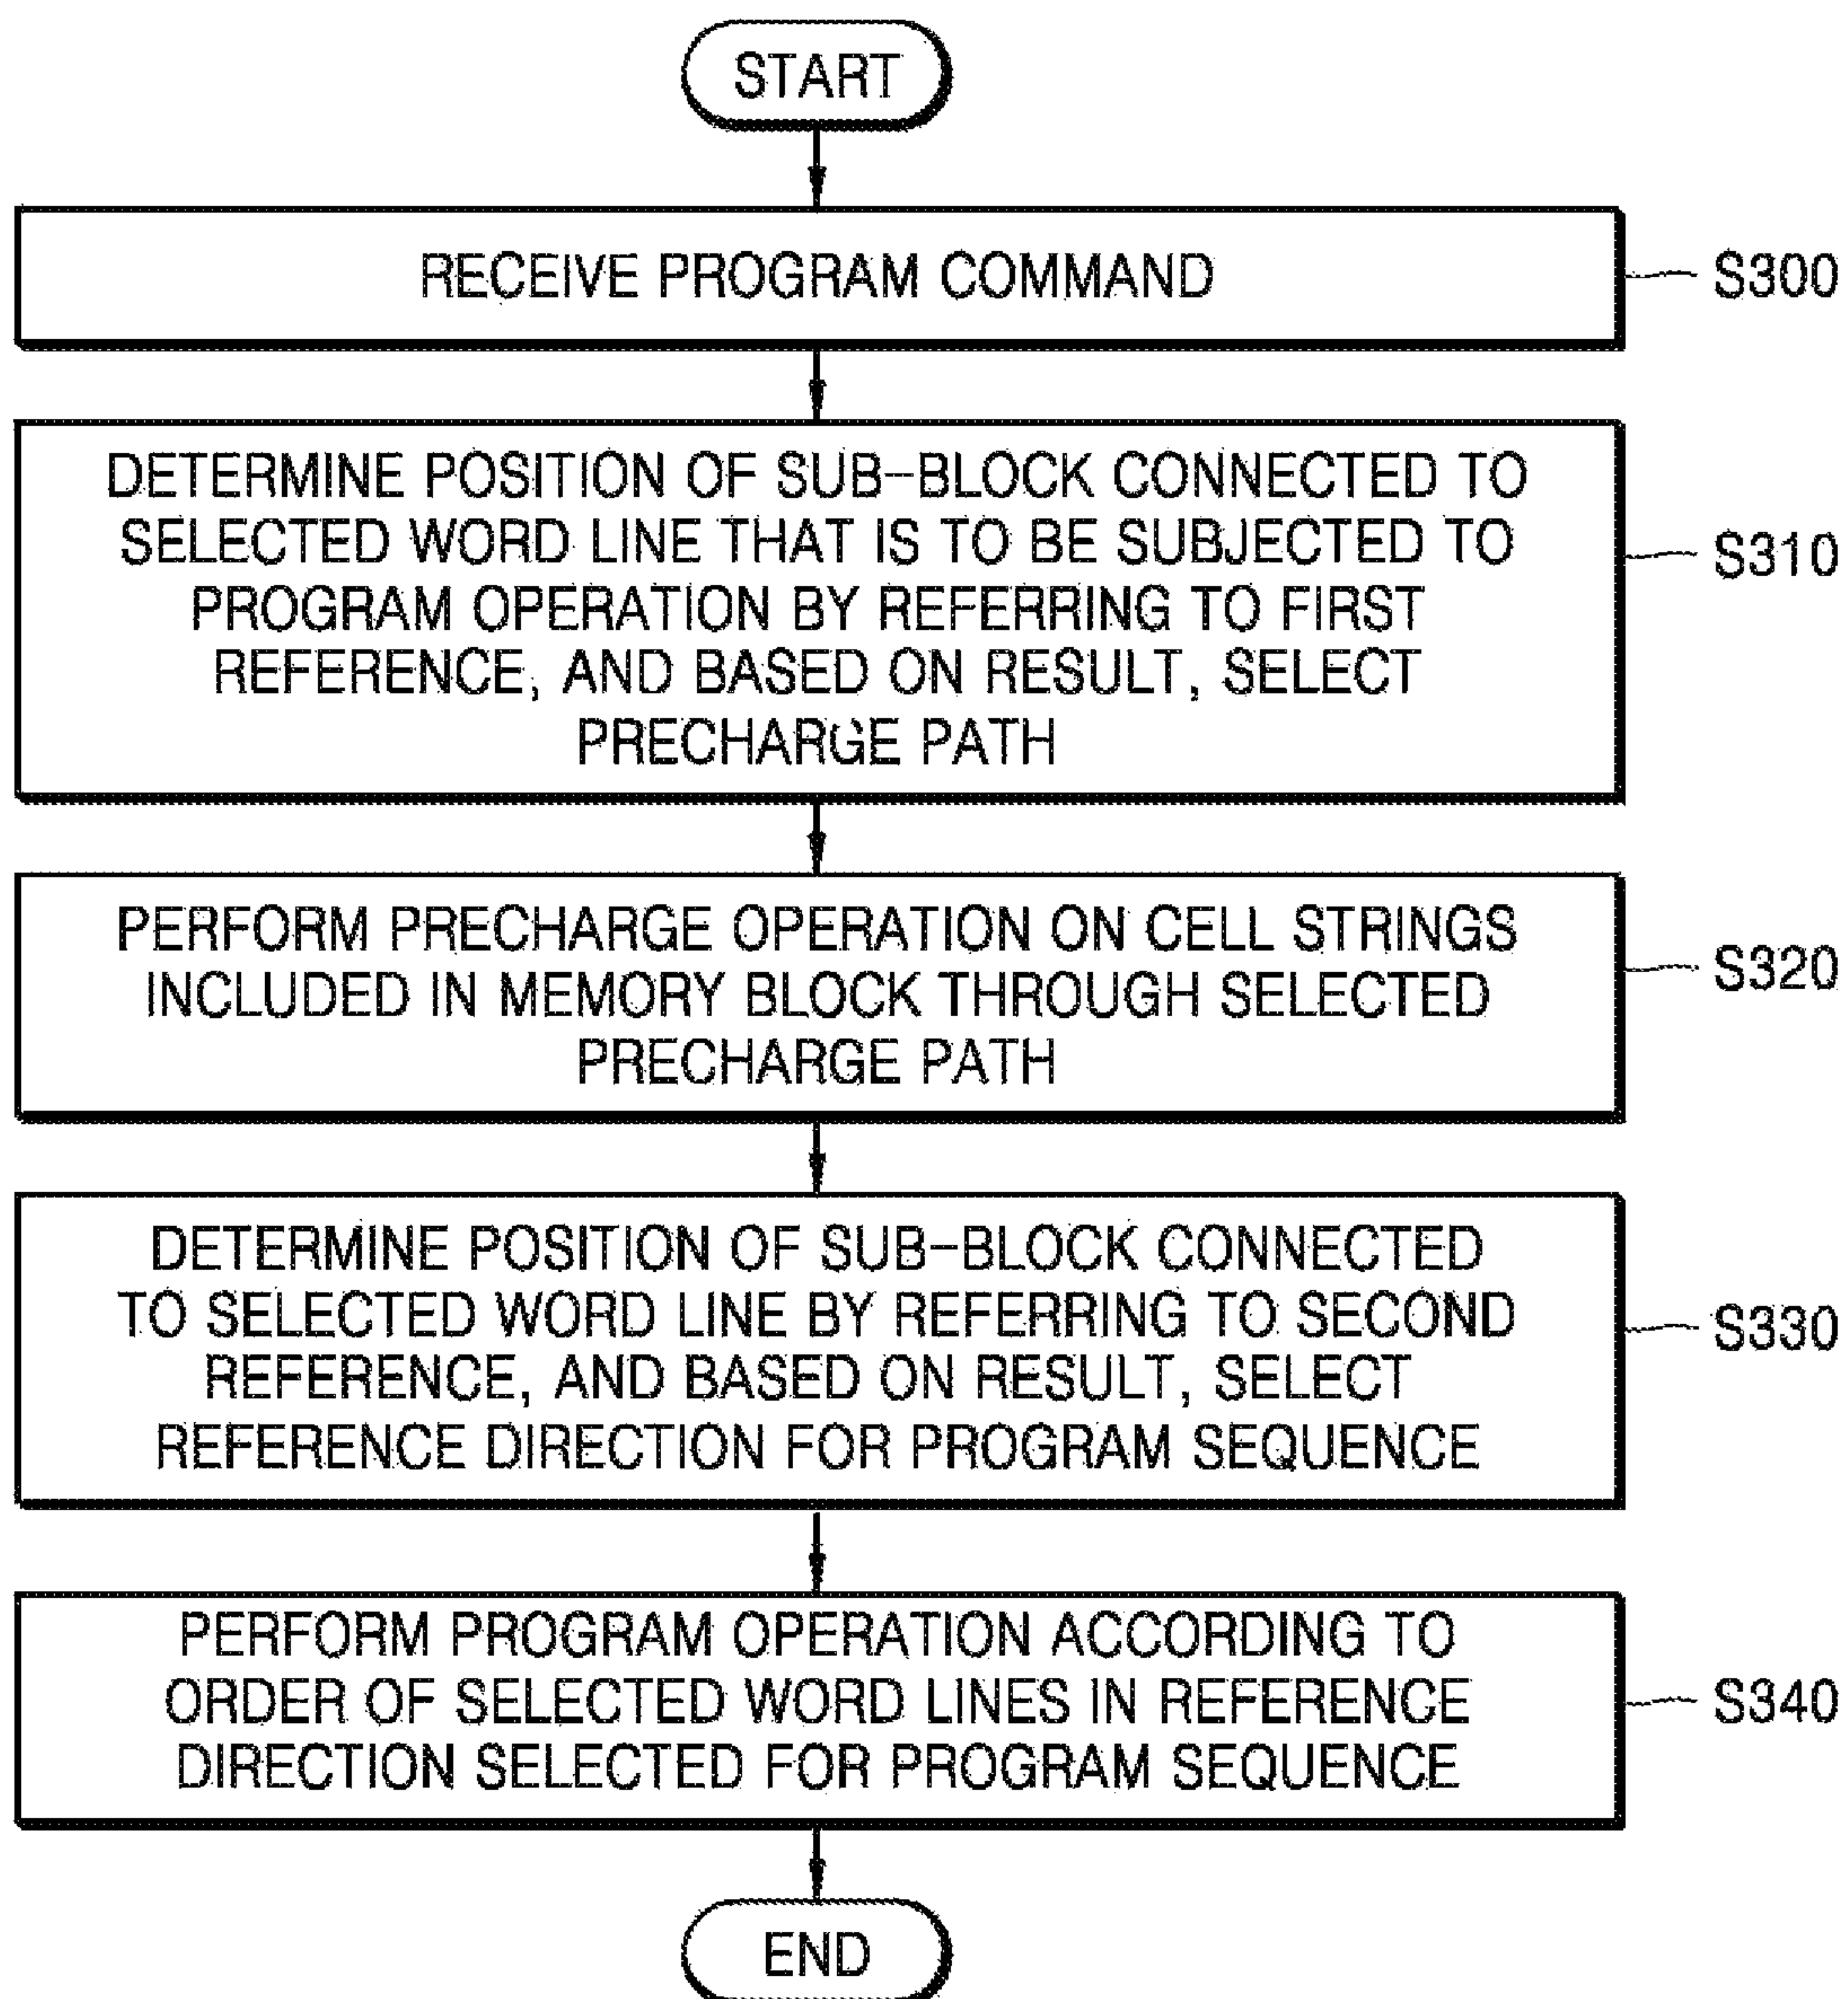 START
RECEIVE PROGRAM COMMAND
S300
DETERMINE POSITION OF SUB-BLOCK CONNECTED TO
SELECTED WORD LINE THAT IS TO BE SUBJECTED TO
PROGRAM OPERATION BY REFERRING TO FIRST
REFERENCE, AND BASED ON RESULT, SELECT
PRECHARGE PATH
S310
PERFORM PRECHARGE OPERATION ON CELL STRINGS
INCLUDED IN MEMORY BLOCK THROUGH SELECTED
PRECHARGE PATH
S320
DETERMINE POSITION OF SUB-BLOCK CONNECTED
TO SELECTED WORD LINE BY REFERRING TO SECOND
REFERENCE, AND BASED ON RESULT, SELECT
REFERENCE DIRECTION FOR PROGRAM SEQUENCE
S330
PERFORM PROGRAM OPERATION ACCORDING TO
ORDER OF SELECTED WORD LINES IN REFERENCE
DIRECTION SELECTED FOR PROGRAM SEQUENCE
S340
END